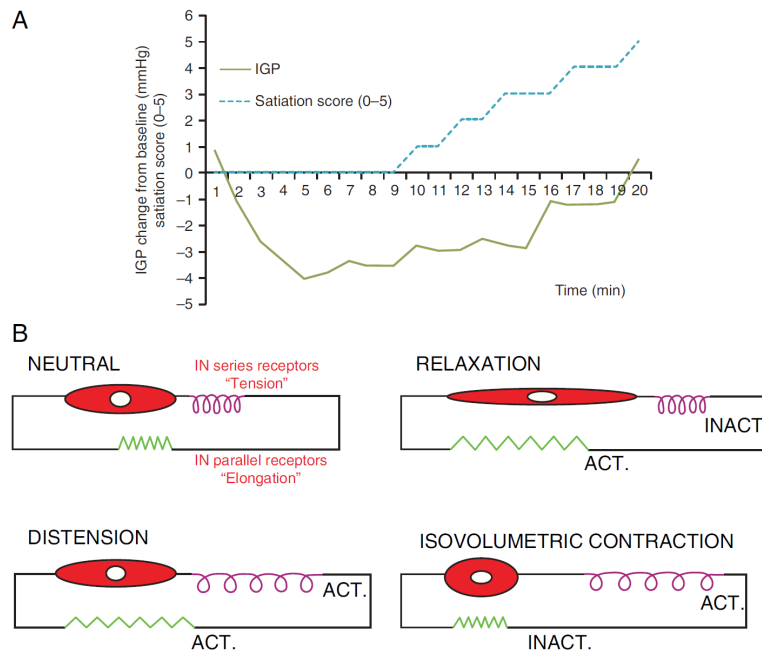 A
6
5
4
3
2
1
0
−1
−2
−3
−4
−5
IGP change from baseline (mmHg)
satiation score (0–5)
IGP
Satiation score (0–5)
1 2 3 4 5 6 7 8 9 10 11 12 13 14 15 16 17 18 19 20
Time (min)
B
NEUTRAL
IN series receptors
“Tension”
IN parallel receptors
“Elongation”
RELAXATION
INACT.
ACT.
DISTENSION
ACT.
ACT.
ISOVOLUMETRIC CONTRACTION
ACT.
INACT.